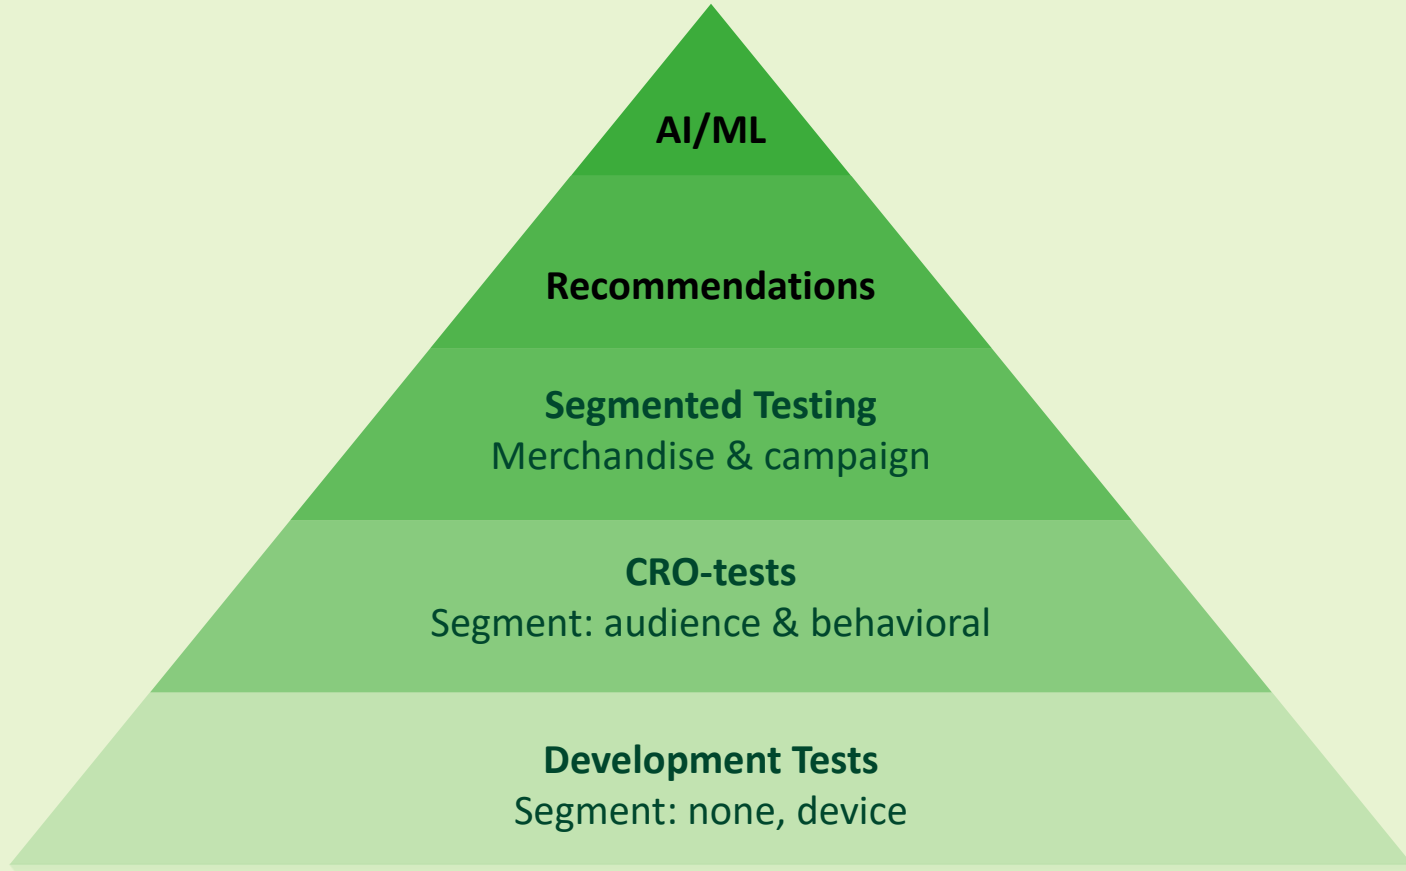 AI/ML
Recommendations
Segmented Testing
Merchandise & campaign
CRO-tests
Segment: audience & behavioral
Development Tests
Segment: none, device